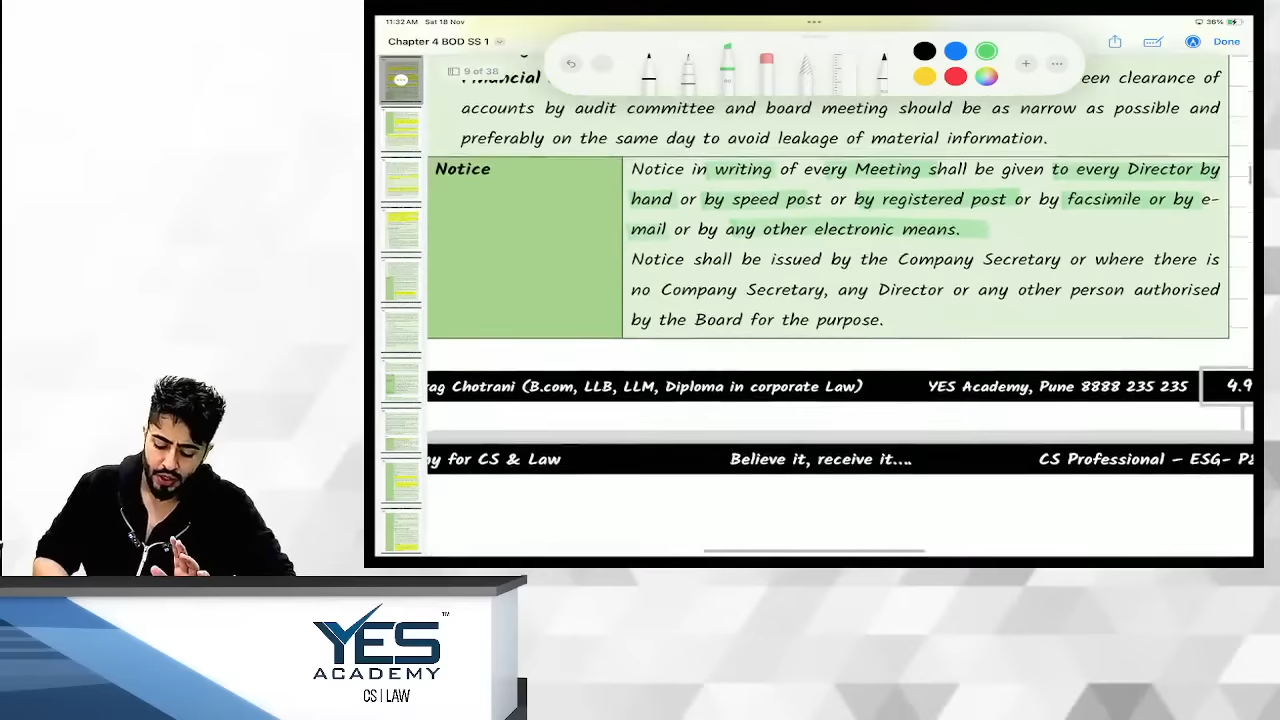 11:32 AM Sat 18 Nov
36%
Chapter 4 BOD SS 1
Done
9 of 38
een clearance of
accounts by audit committee and board meeting should be as narrow as possible and
preferably on the same day to avoid leakage of material information.
Notice
Notice in writing of every Meeting shall be given to every Director by
hand or by speed post or by registered post or by facsimile or by e-
mail or by any other electronic means.
Notice shall be issued by the Company Secretary or where there is
no Company Secretary, any Director or any other person authorised
by the Board for the purpose.
ag Chotrani (B.com, LLB, LLM, Diploma in Corporate
YES Academy, Pune
4.9
my for CS & Law
Believe it, Achieve it....
CS Professional - ESG- P&
YES™
ACADEMY
CS | LAW